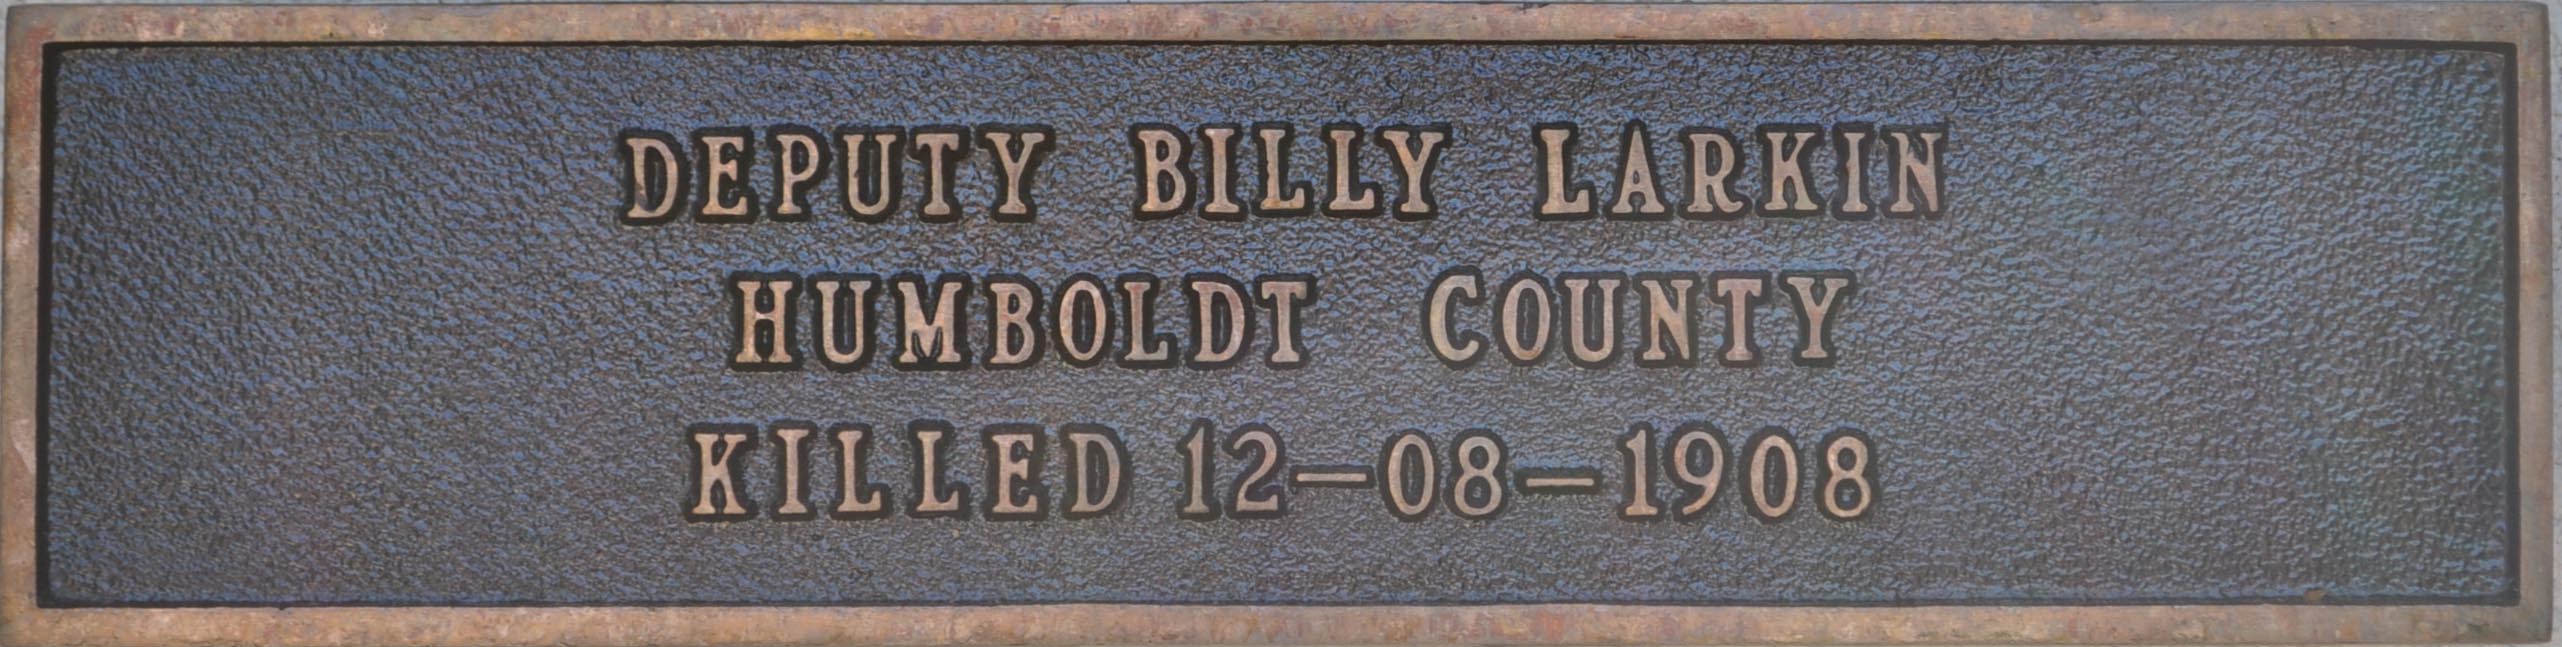 DEPUTY BILLY LARKIN
HUMBOLDT COUNTY
KILLED 12-08-1908